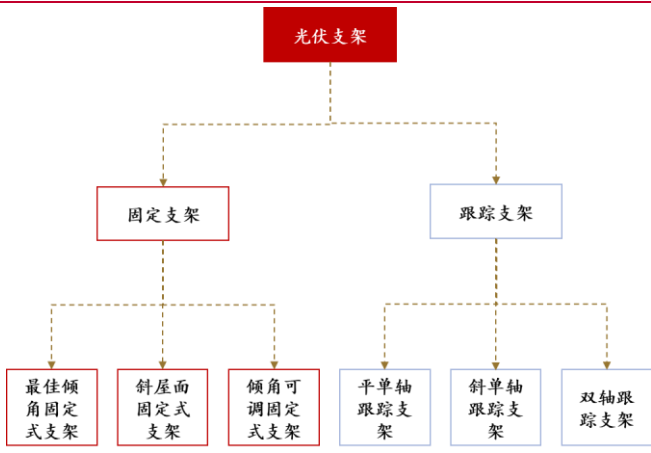 光伏支架
固定支架
跟踪支架
最佳倾
角固定
式支架
斜屋面
固定式
支架
倾角可
调固定
式支架
平单轴
跟踪支
架
斜单轴
跟踪支
架
双轴跟
踪支架